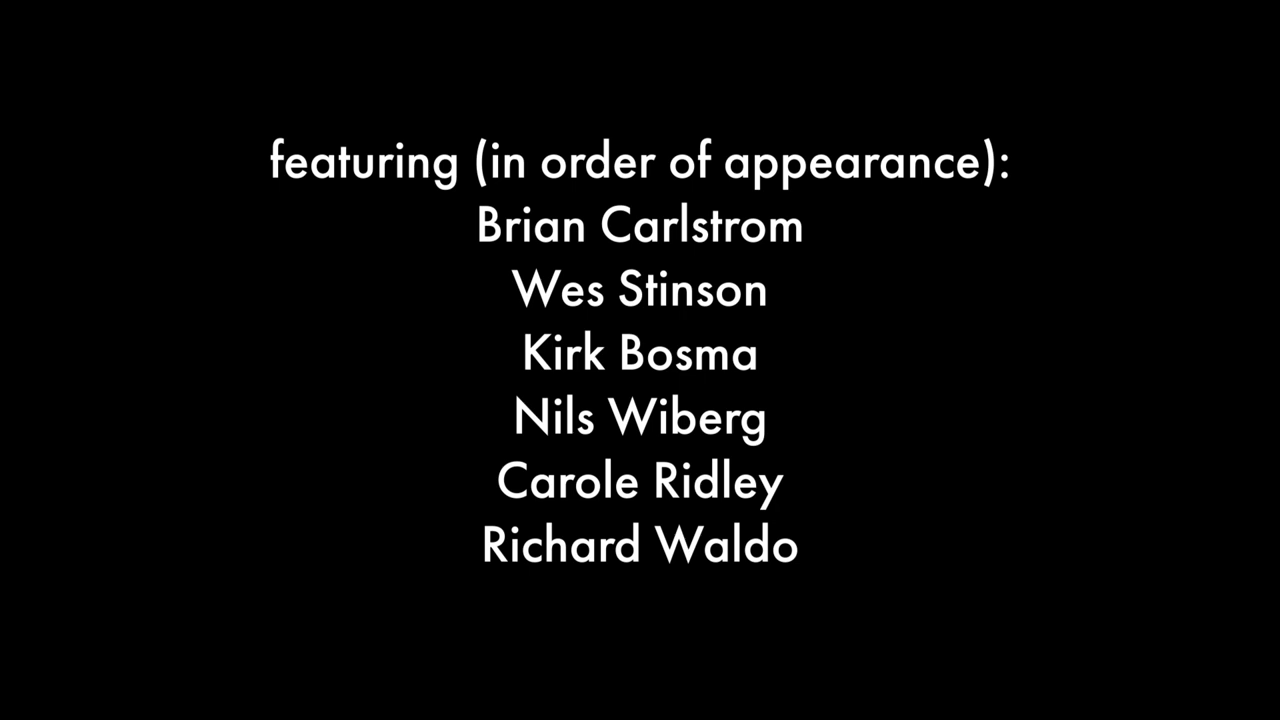 featuring (in order of appearance):
Brian Carlstrom
Wes Stinson
Kirk Bosma
Nils Wiberg
Carole Ridley
Richard Waldo